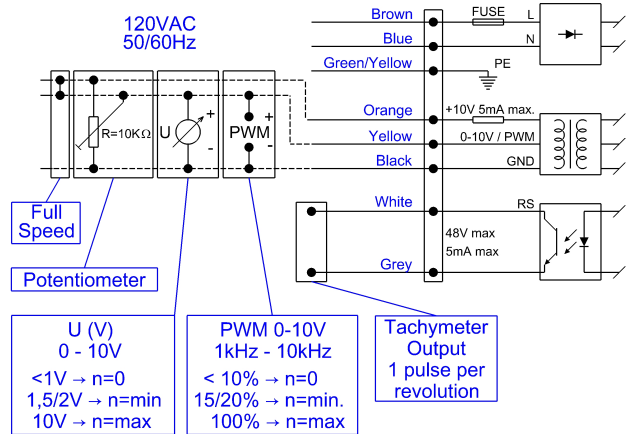 120VAC
50/60Hz
Brown
FUSE
L
Blue
N
Green/Yellow
PE
Orange
+10V 5mA max.
Yellow
0-10V / PWM
Black
GND
R=10KΩ
U
+
-
PWM
+
-
White
RS
48V max
5mA max
Grey
Full
Speed
Potentiometer
U (V)
0 - 10V
<1V → n=0
1,5/2V → n=min
10V → n=max
PWM 0-10V
1kHz - 10kHz
< 10% → n=0
15/20% → n=min.
100% → n=max
Tachymeter
Output
1 pulse per
revolution